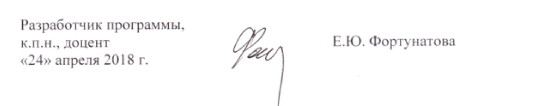 Разработчик программы,
к.п.н., доцент Е.Ю. Фортунатова
«24» апреля 2018 г.